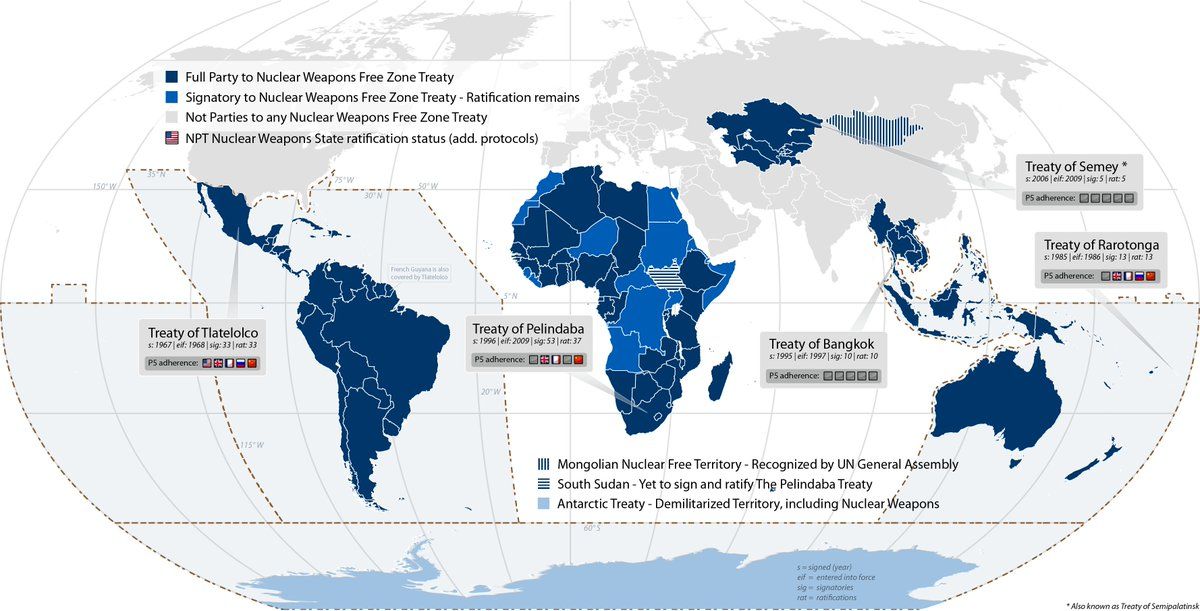 Full Party to Nuclear Weapons Free Zone Treaty
Signatory to Nuclear Weapons Free Zone Treaty - Ratification remains
Not Parties to any Nuclear Weapons Free Zone Treaty
NPT Nuclear Weapons State ratification status (add. protocols)
150°W
35°N
75°W
30°N
50°W
Treaty of Semey *
s: 2006 | eif: 2009 | sig: 5 | rat: 5
P5 adherence:
Treaty of Rarotonga
s: 1985 | eif: 1986 | sig: 13 | rat: 13
P5 adherence:
French Guyana is also
covered by Tlatelolco
5°N
Treaty of Tlatelolco
s: 1967 | eif: 1968 | sig: 33 | rat: 33
P5 adherence:
Treaty of Pelindaba
s: 1996 | eif: 2009 | sig: 53 | rat: 37
P5 adherence:
Treaty of Bangkok
s: 1995 | eif: 1997 | sig: 10 | rat: 10
P5 adherence:
20°W
115°W
Mongolian Nuclear Free Territory - Recognized by UN General Assembly
South Sudan - Yet to sign and ratify The Pelindaba Treaty
Antarctic Treaty - Demilitarized Territory, including Nuclear Weapons
60°S
s = signed (year)
eif = entered into force
sig = signatories
rat = ratifications
* Also known as Treaty of Semipalatinsk